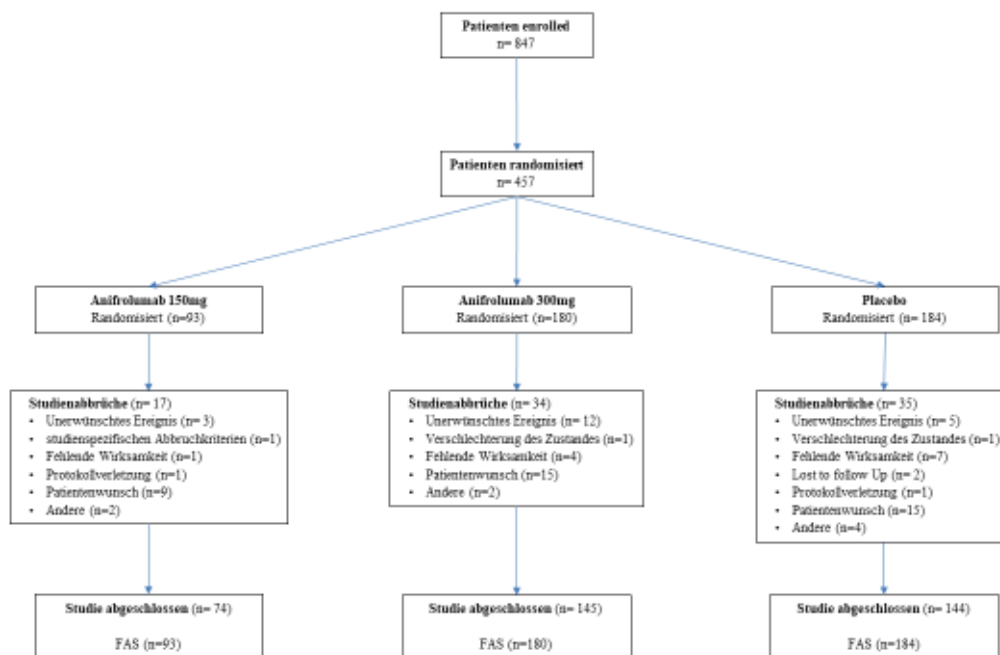 Patienten enrolled
n= 847
Patienten randomisiert
n= 457
Anifrolumab 150mg
Randomisiert (n=93)
Anifrolumab 300mg
Randomisiert (n=180)
Placebo
Randomisiert (n= 184)
Studienabbrüche (n= 17)
• Unerwünschtes Ereignis (n= 3)
• studienspezifischen Abbruchkriterien (n=1)
• Fehlende Wirksamkeit (n=1)
• Protokollverletzung (n=1)
• Patientenwunsch (n=9)
• Andere (n=2)
Studienabbrüche (n= 34)
• Unerwünschtes Ereignis (n= 12)
• Verschlechterung des Zustandes (n=1)
• Fehlende Wirksamkeit (n=4)
• Patientenwunsch (n=15)
• Andere (n=2)
Studienabbrüche (n= 35)
• Unerwünschtes Ereignis (n= 5)
• Verschlechterung des Zustandes (n=1)
• Fehlende Wirksamkeit (n=7)
• Lost to follow Up (n= 2)
• Protokollverletzung (n=1)
• Patientenwunsch (n=15)
• Andere (n=4)
Studie abgeschlossen (n= 74)
FAS (n=93)
Studie abgeschlossen (n= 145)
FAS (n=180)
Studie abgeschlossen (n= 144)
FAS (n=184)